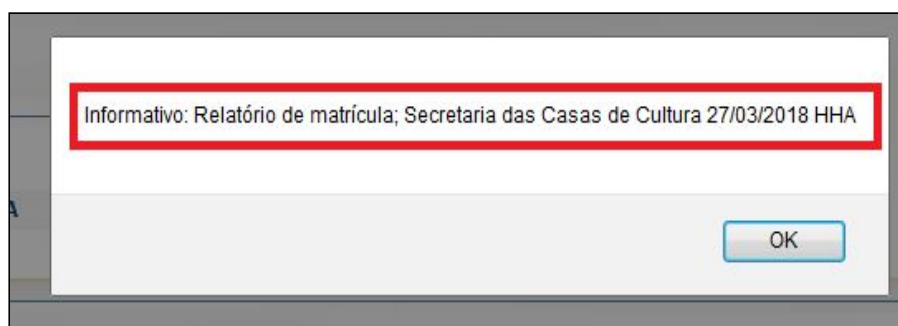 Informativo: Relatório de matrícula; Secretaria das Casas de Cultura 27/03/2018 HHA
A
OK